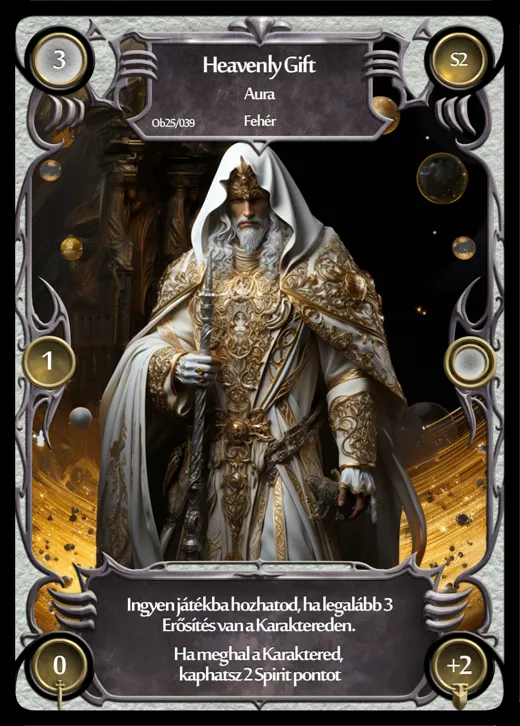 3
Heavenly Gift
S2
Aura
Ob25/039
Fehér
1
Ingyen játékba hozhatod, ha legalább 3
Erősítés van a Karaktereden.
Ha meghal a Karaktered,
kaphatsz 2 Spirit pontot
0
+2